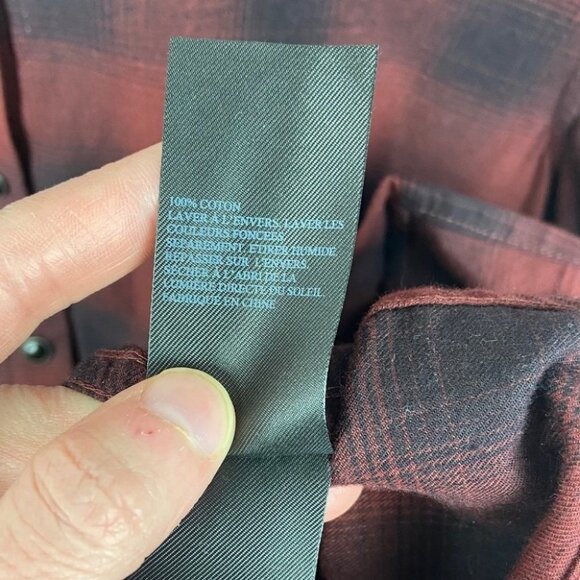 100% COTON
LAVER À L'ENVERS, LAVER LES
COULEURS FONCÉES
SÉPARÉMENT, ÉTIRER HUMIDE
REPASSER SUR L'ENVERS
SÉCHER À L'ABRI DE LA
LUMIÈRE DIRECTE DU SOLEIL
FABRIQUÉ EN CHINE